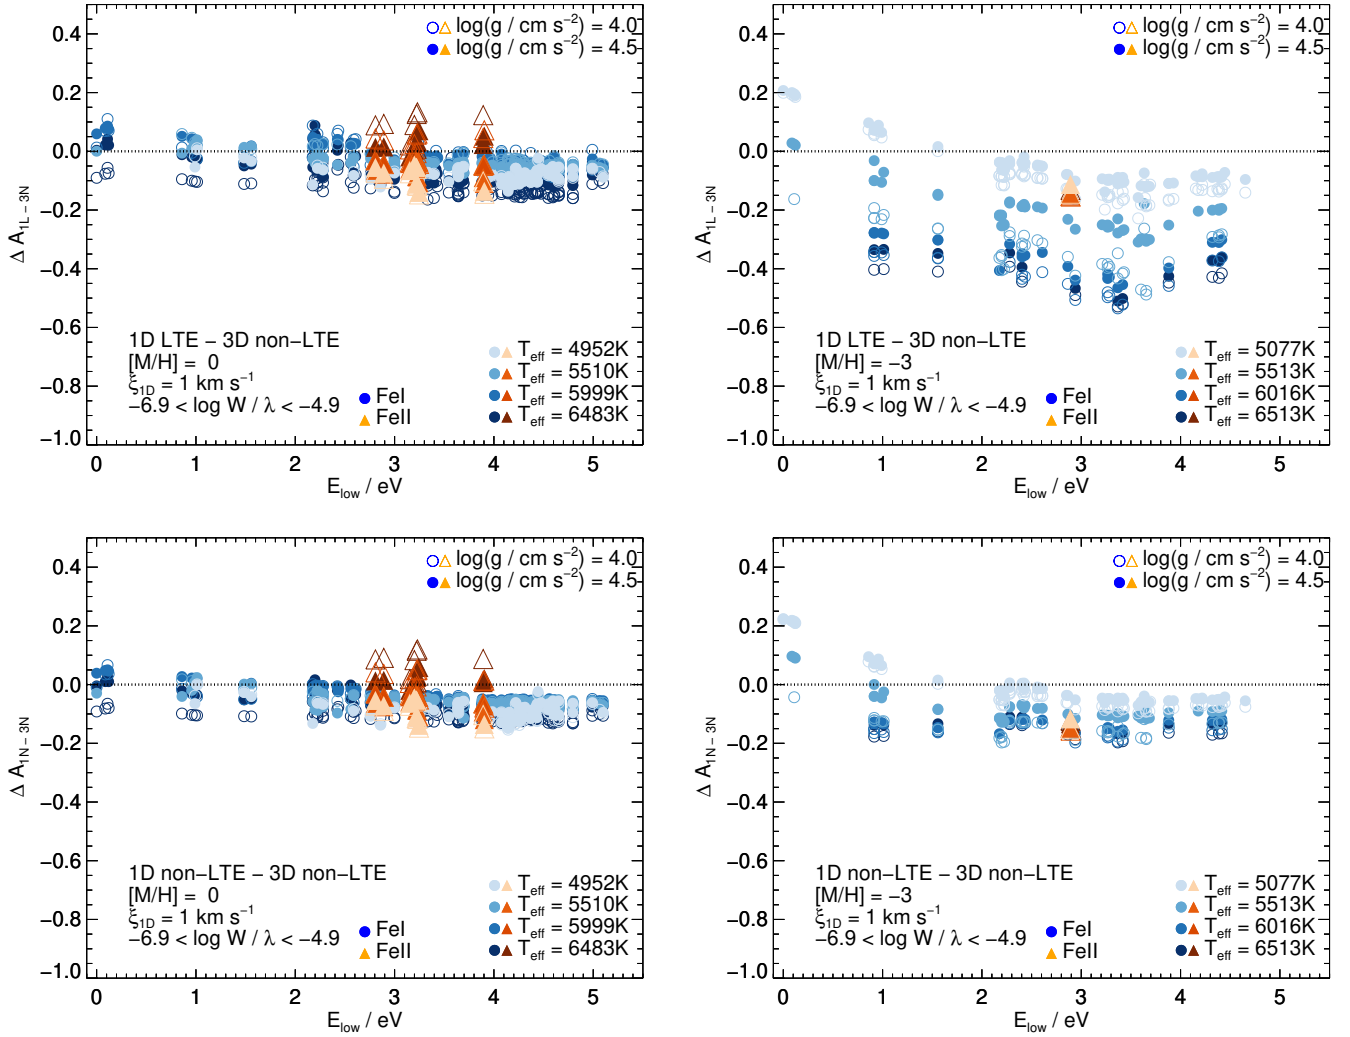 log(g / cm s⁻²) = 4.0
log(g / cm s⁻²) = 4.5
0.4
0.2
0.0
−0.2
−0.4
−0.6
−0.8
−1.0
Δ A1L−3N
1D LTE − 3D non−LTE
[M/H] = 0
ξ1D = 1 km s⁻¹
−6.9 < log W / λ < −4.9
FeI
FeII
Teff = 4952K
Teff = 5510K
Teff = 5999K
Teff = 6483K
0 1 2 3 4 5
Elow / eV
log(g / cm s⁻²) = 4.0
log(g / cm s⁻²) = 4.5
0.4
0.2
0.0
−0.2
−0.4
−0.6
−0.8
−1.0
Δ A1L−3N
1D LTE − 3D non−LTE
[M/H] = −3
ξ1D = 1 km s⁻¹
−6.9 < log W / λ < −4.9
FeI
FeII
Teff = 5077K
Teff = 5513K
Teff = 6016K
Teff = 6513K
0 1 2 3 4 5
Elow / eV
log(g / cm s⁻²) = 4.0
log(g / cm s⁻²) = 4.5
0.4
0.2
0.0
−0.2
−0.4
−0.6
−0.8
−1.0
Δ A1N−3N
1D non−LTE − 3D non−LTE
[M/H] = 0
ξ1D = 1 km s⁻¹
−6.9 < log W / λ < −4.9
FeI
FeII
Teff = 4952K
Teff = 5510K
Teff = 5999K
Teff = 6483K
0 1 2 3 4 5
Elow / eV
log(g / cm s⁻²) = 4.0
log(g / cm s⁻²) = 4.5
0.4
0.2
0.0
−0.2
−0.4
−0.6
−0.8
−1.0
Δ A1N−3N
1D non−LTE − 3D non−LTE
[M/H] = −3
ξ1D = 1 km s⁻¹
−6.9 < log W / λ < −4.9
FeI
FeII
Teff = 5077K
Teff = 5513K
Teff = 6016K
Teff = 6513K
0 1 2 3 4 5
Elow / eV